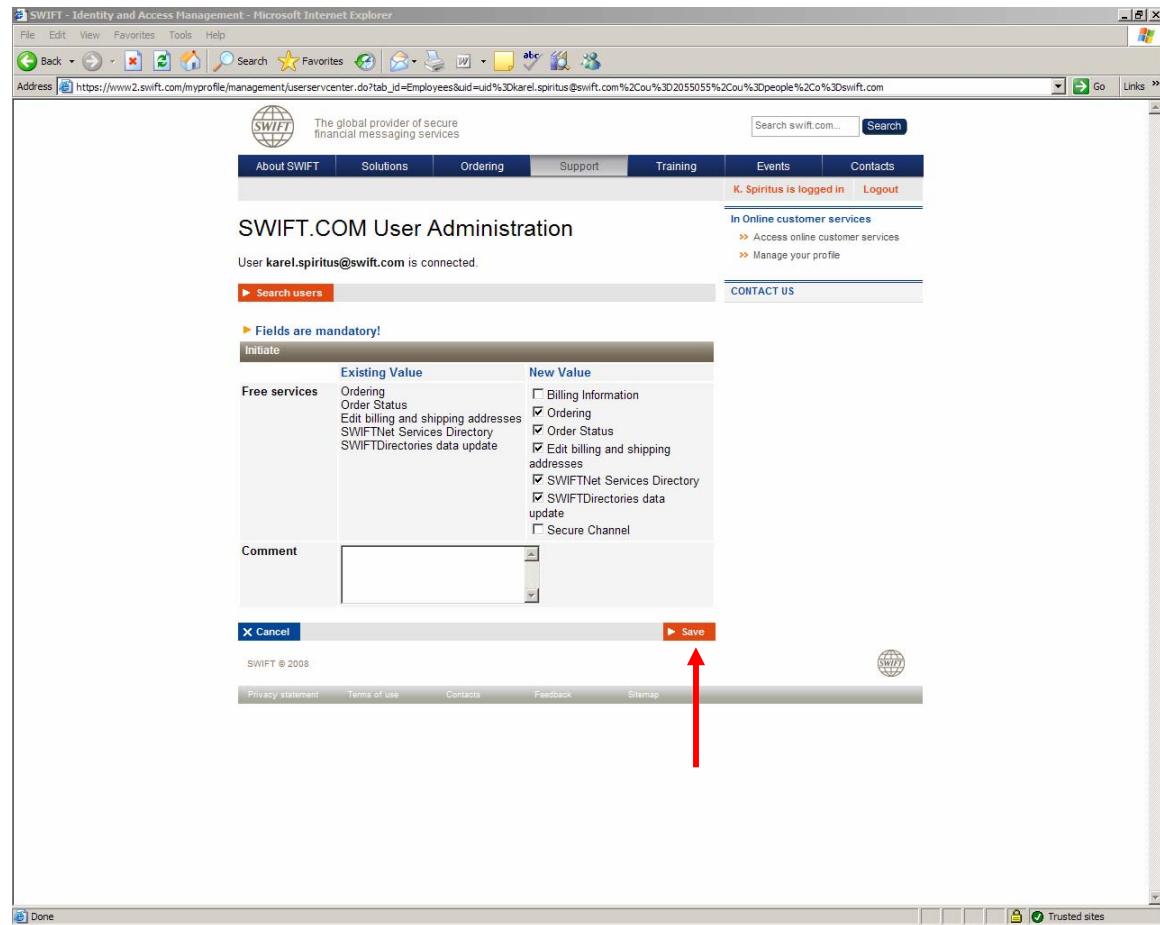 SWIFT - Identity and Access Management - Microsoft Internet Explorer
File Edit View Favorites Tools Help
Back Search Favorites
Address https://www2.swift.com/myprofile/management/userservcenter.do?tab_id=Employees&uid=uid%3Dkarel.spiritus@swift.com%2Cou%3D2055055%2Cou%3Dpeople%2Co%3Dswift.com Go Links »
SWIFT
The global provider of secure
financial messaging services
Search swift.com... Search
About SWIFT Solutions Ordering Support Training Events Contacts
K. Spiritus is logged in Logout
SWIFT.COM User Administration
User karel.spiritus@swift.com is connected.
Search users
In Online customer services
Access online customer services
Manage your profile
CONTACT US
Fields are mandatory!
Initiate
Existing Value New Value
Free services
Ordering
Order Status
Edit billing and shipping addresses
SWIFTNet Services Directory
SWIFTDirectories data update
Billing Information
Ordering
Order Status
Edit billing and shipping
addresses
SWIFTNet Services Directory
SWIFTDirectories data
update
Secure Channel
Comment
X Cancel Save
SWIFT © 2008
SWIFT
Privacy statement Terms of use Contacts Feedback Sitemap
Done Trusted sites